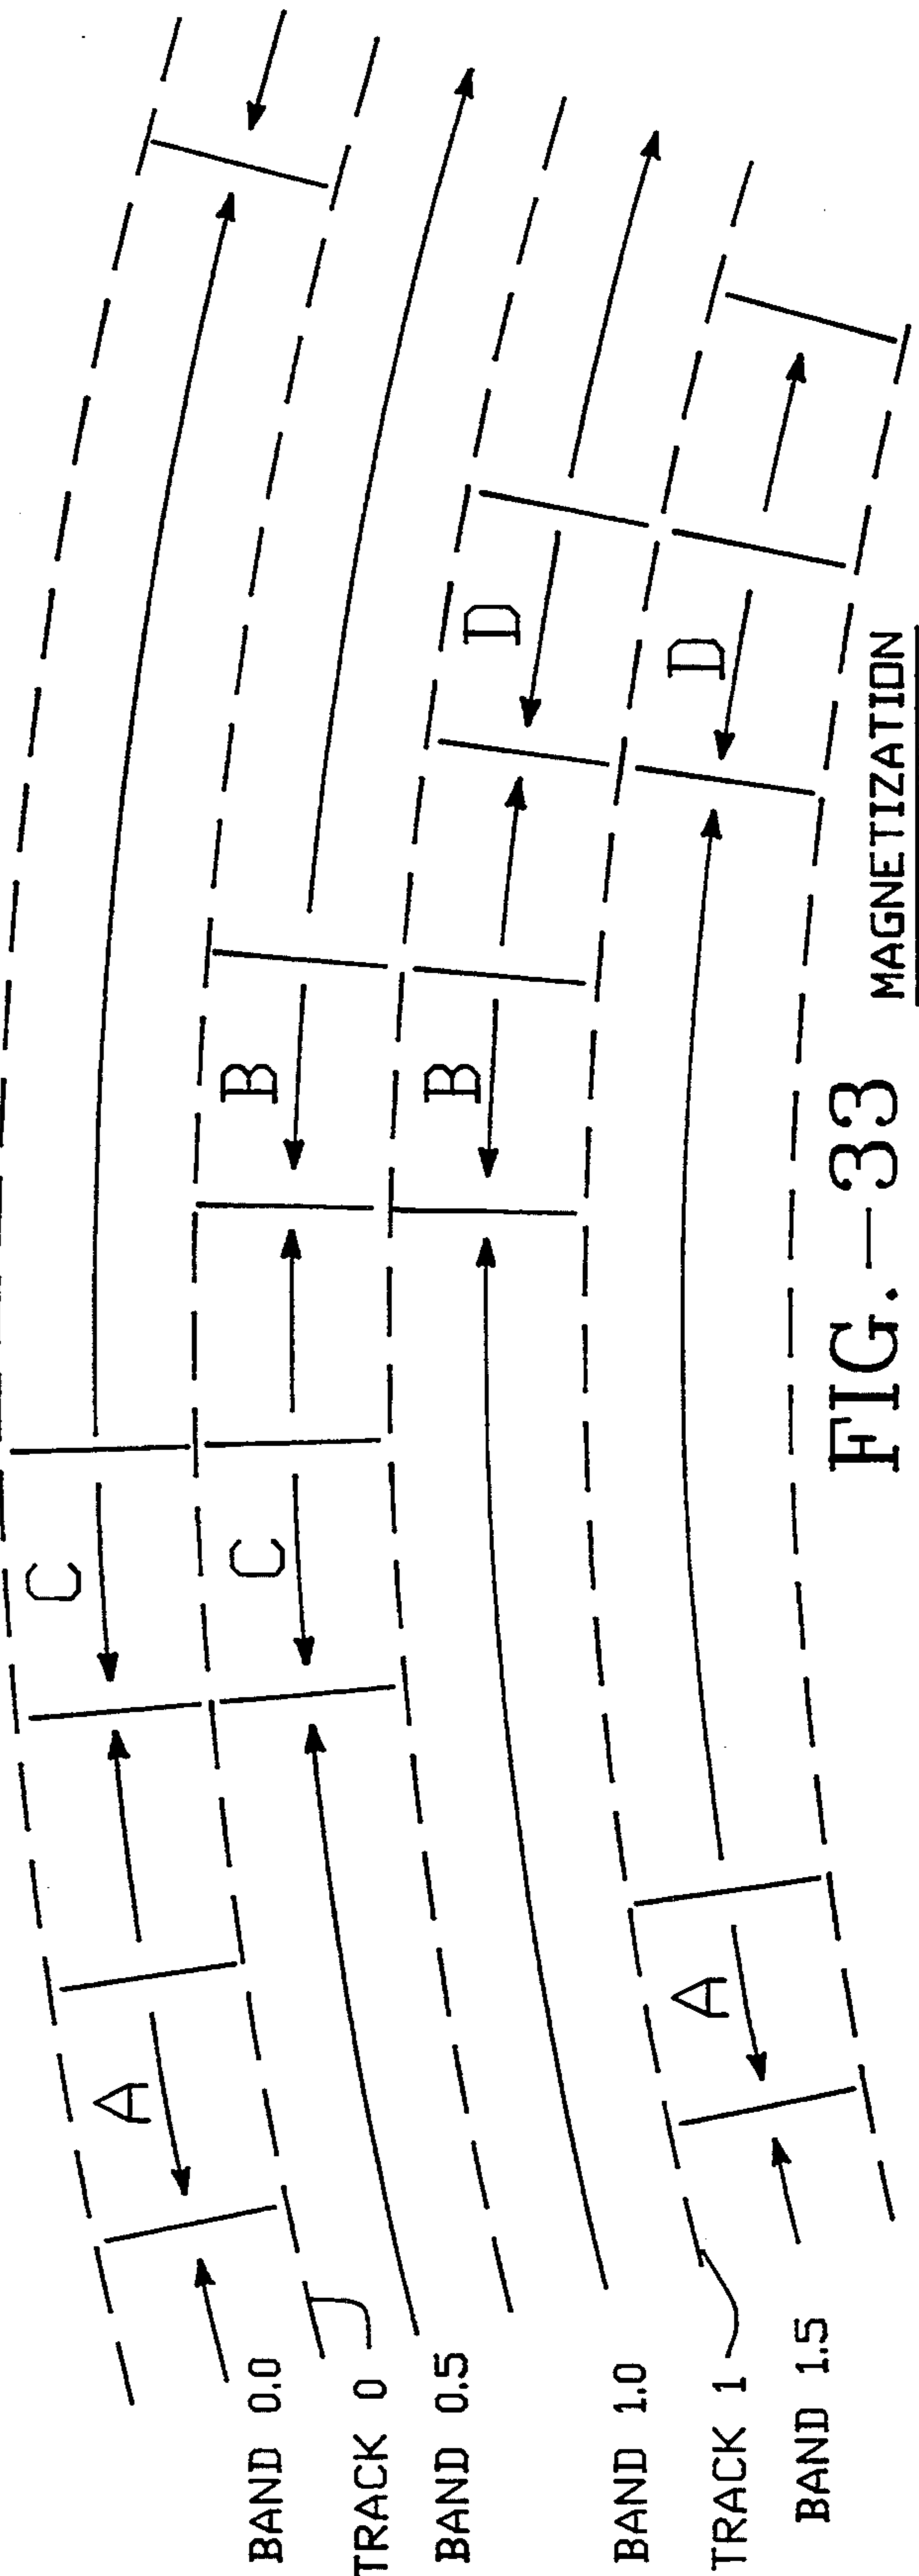 A
C
C
B
B
D
D
A
BAND 0.0
TRACK 0
BAND 0.5
BAND 1.0
TRACK 1
BAND 1.5
FIG.-33
MAGNETIZATION